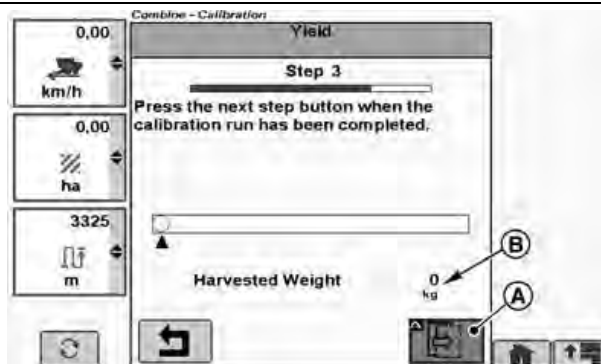 Combine - Calibration
0,00
km/h
0,00
ha
3325
m
Yield
Step 3
Press the next step button when the
calibration run has been completed.
Harvested Weight
0
kg
B
A